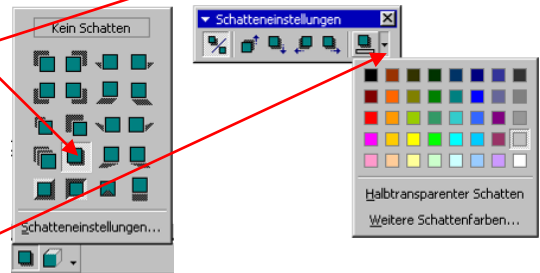 Kein Schatten
Schatteneinstellungen...
Schatteneinstellungen
Halbtransparenter Schatten
Weitere Schattenfarben...